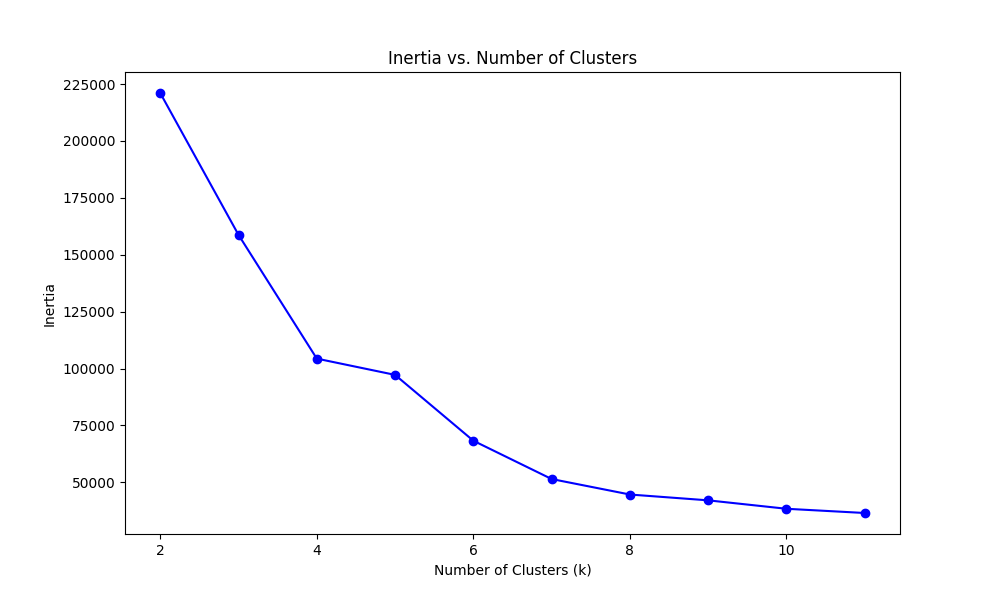 Inertia vs. Number of Clusters
225000
200000
175000
150000
125000
100000
75000
50000
Inertia
2 4 6 8 10
Number of Clusters (k)